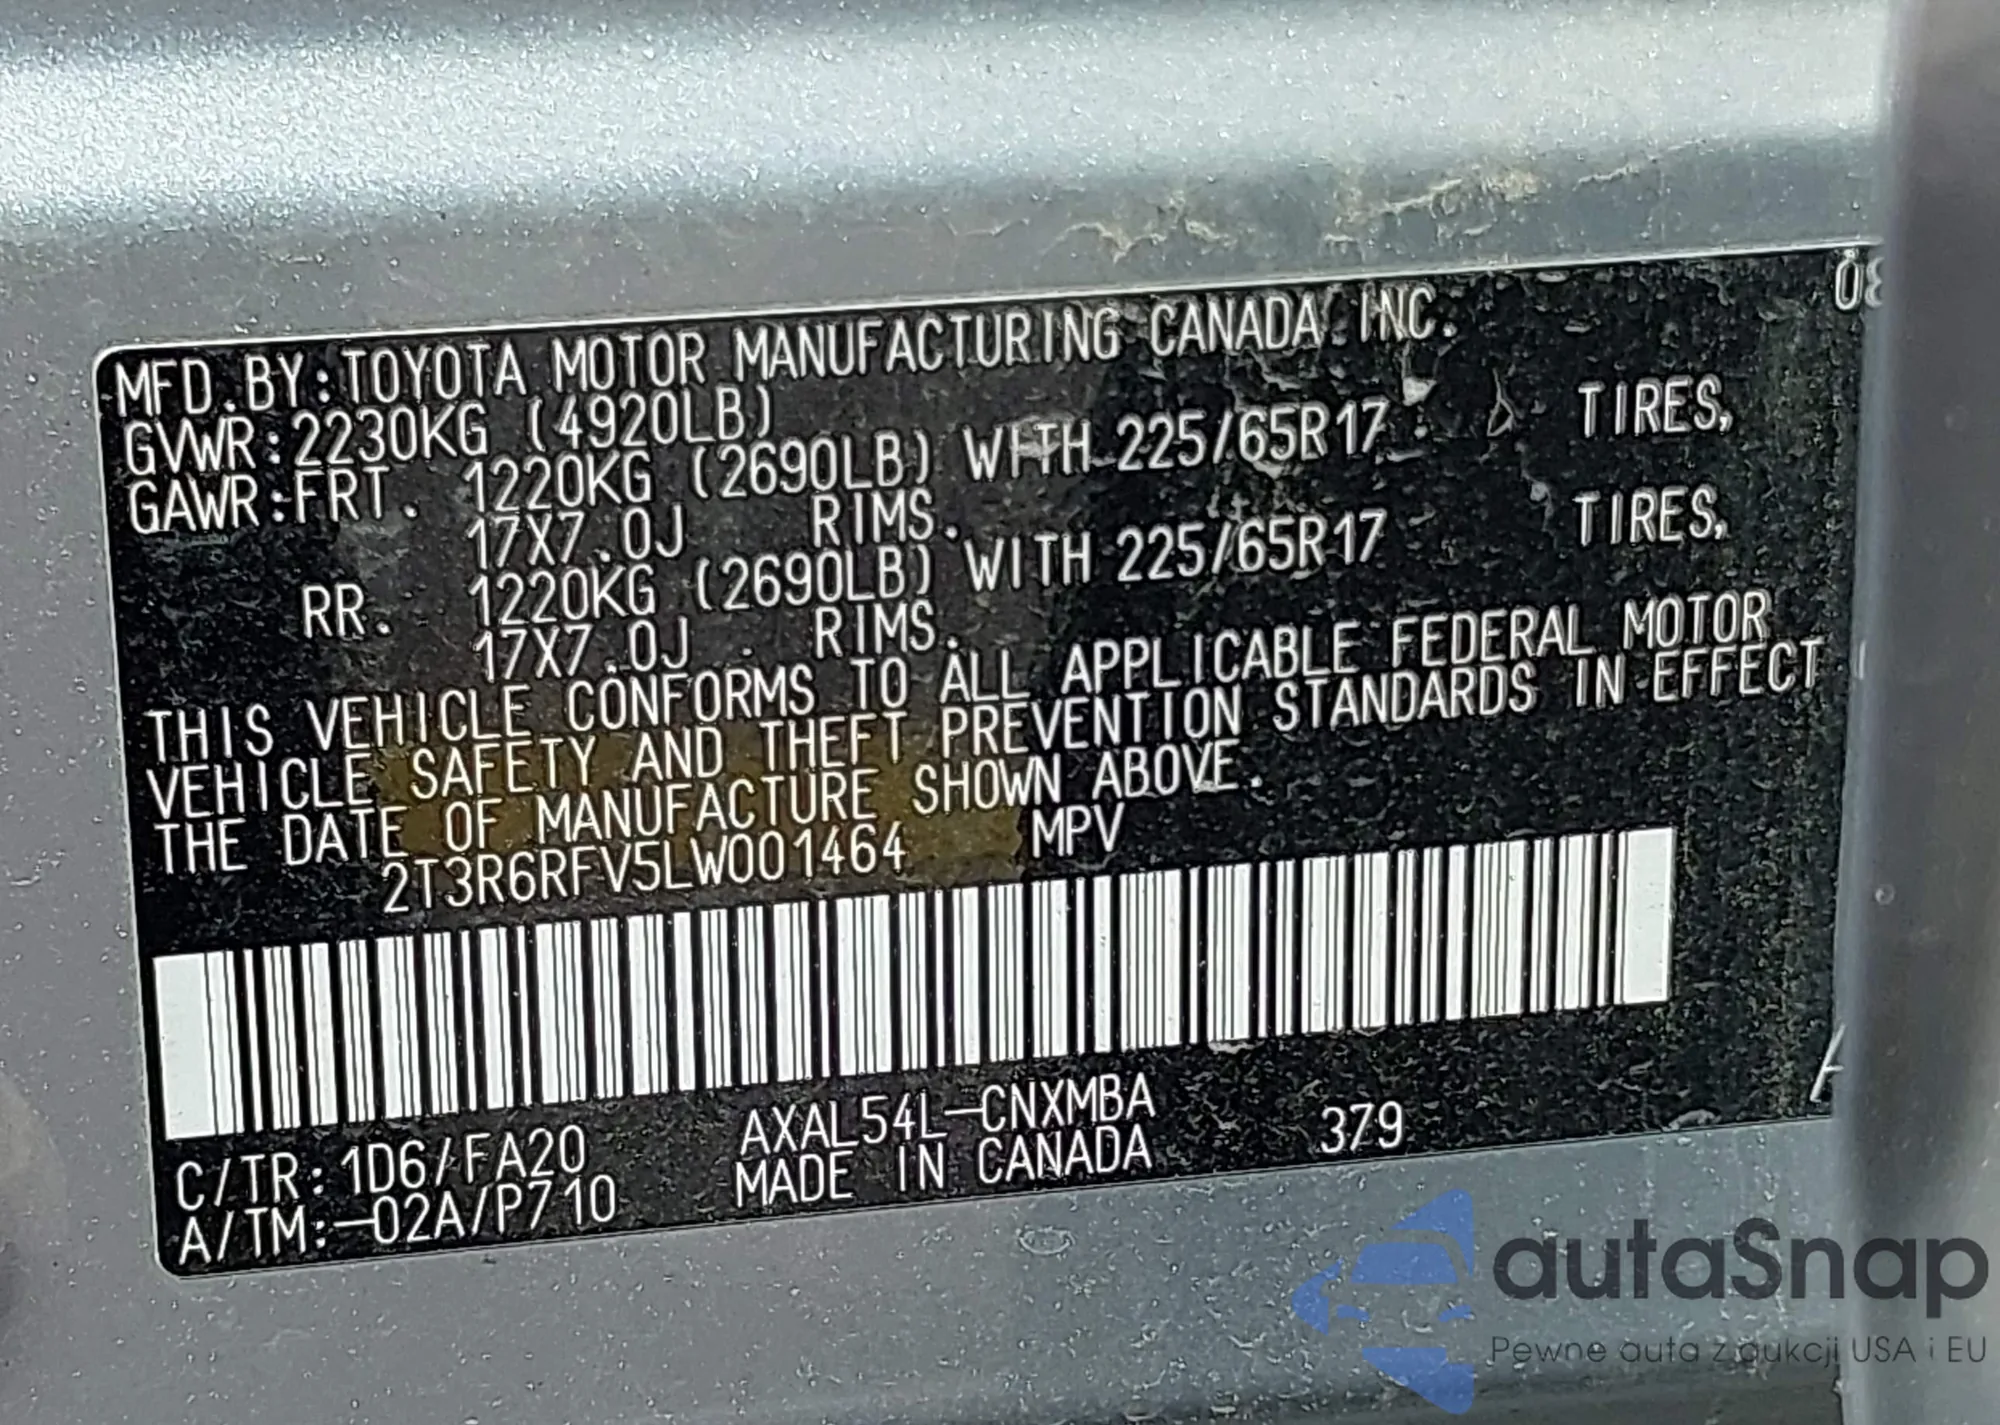 MFD.BY:TOYOTA MOTOR MANUFACTURING CANADA INC.
08
GVWR:2230KG (4920LB)
GAWR:FRT. 1220KG (2690LB) WITH 225/65R17 TIRES,
17X7.0J RIMS.
RR. 1220KG (2690LB) WITH 225/65R17 TIRES,
17X7.0J RIMS.
THIS VEHICLE CONFORMS TO ALL APPLICABLE FEDERAL MOTOR
VEHICLE SAFETY AND THEFT PREVENTION STANDARDS IN EFFECT
THE DATE OF MANUFACTURE SHOWN ABOVE.
2T3R6RFV5LW001464 MPV
A
C/TR:1D6/FA20 AXAL54L-CNXMBA 379
A/TM:-02A/P710 MADE IN CANADA
autaSnap
Pewne auta z aukcji USA i EU